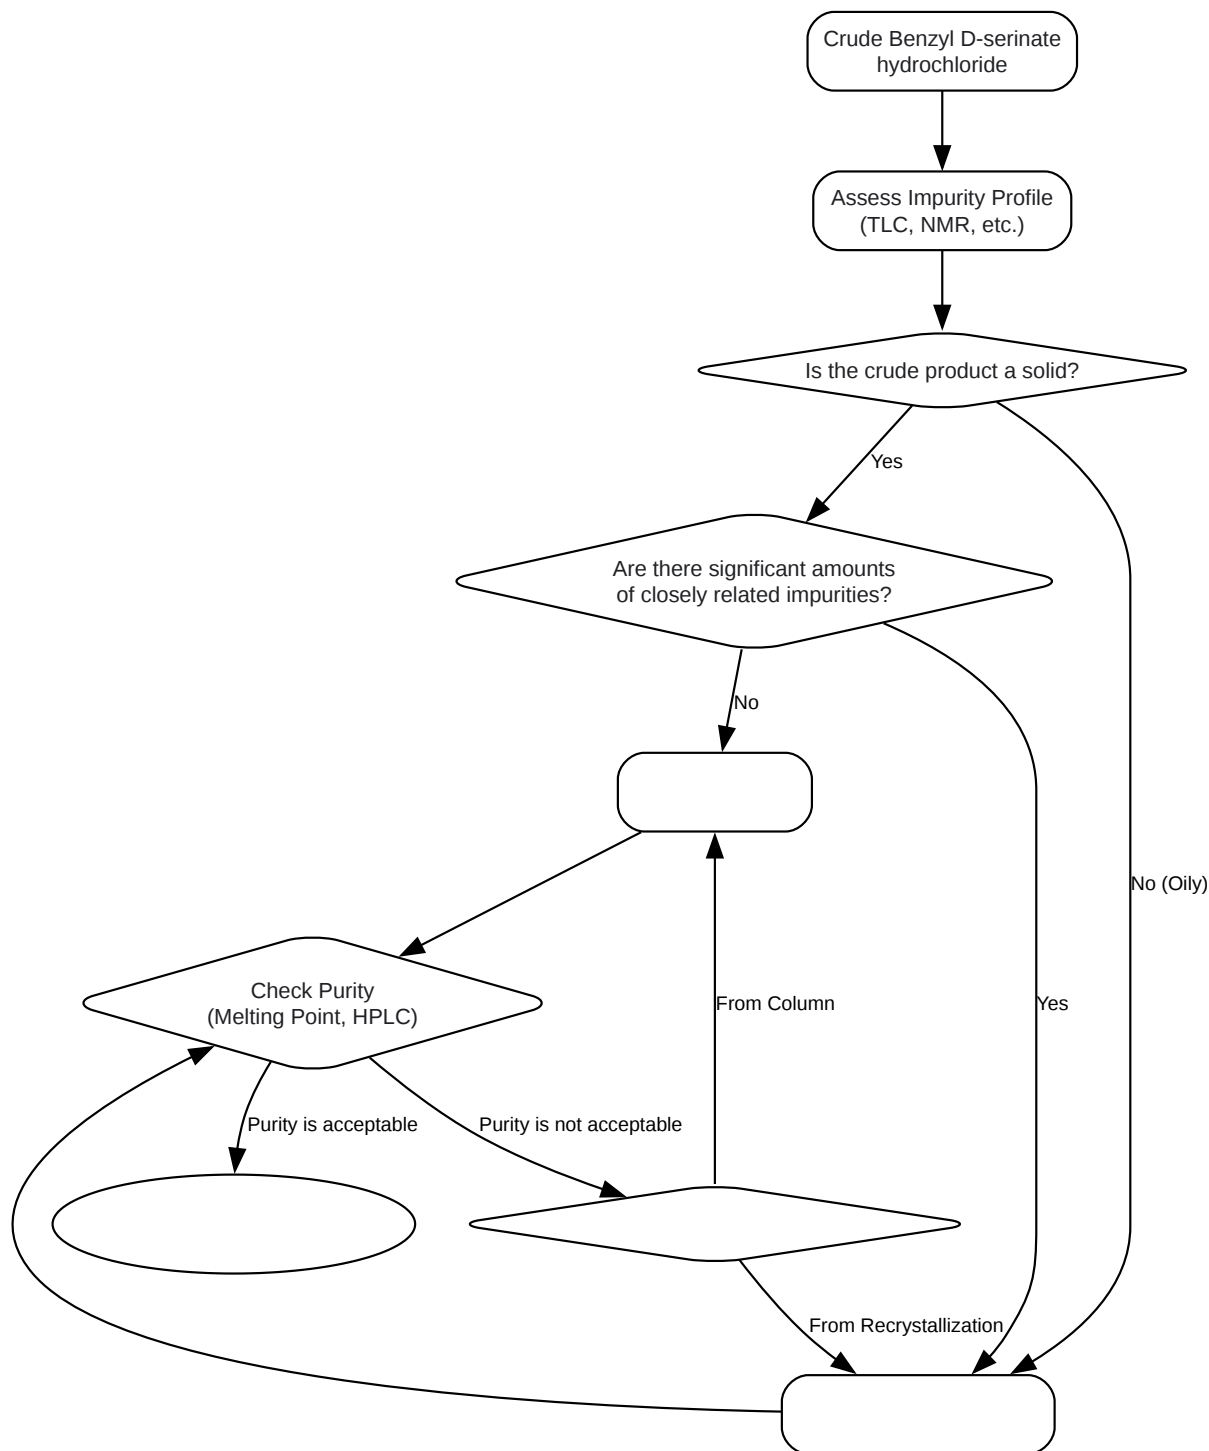 Crude Benzyl D-serinate
hydrochloride
Assess Impurity Profile
(TLC, NMR, etc.)
Is the crude product a solid?
Yes
Are there significant amounts
of closely related impurities?
No
No (Oily)
Check Purity
(Melting Point, HPLC)
From Column
Yes
Purity is acceptable
Purity is not acceptable
From Recrystallization